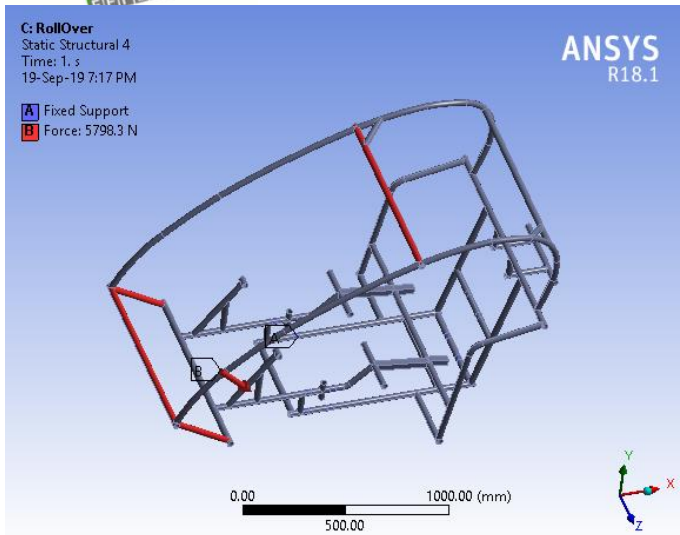 C: RollOver
Static Structural 4
Time: 1. s
19-Sep-19 7:17 PM
A Fixed Support
B Force: 5798.3 N
ANSYS
R18.1
A
B
0.00
1000.00 (mm)
500.00
Y
X
Z